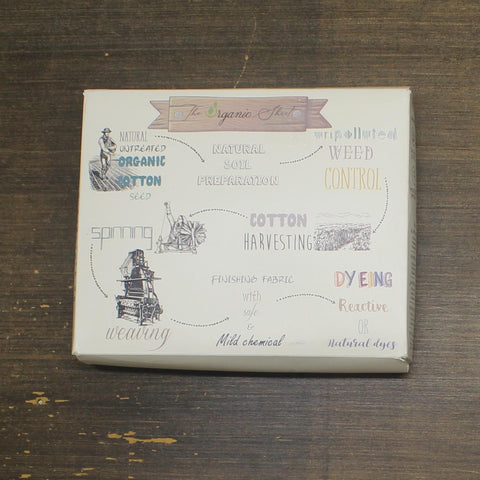 The Organic Sheet
NATURAL
UNTREATED
ORGANIC
COTTON
SEED
NATURAL
SOIL
PREPARATION
unpolluted
WEED
CONTROL
COTTON
HARVESTING
spinning
weaving
FINISHING FABRIC
with
safe
&
Mild chemical
DYEING
Reactive
OR
Natural dyes